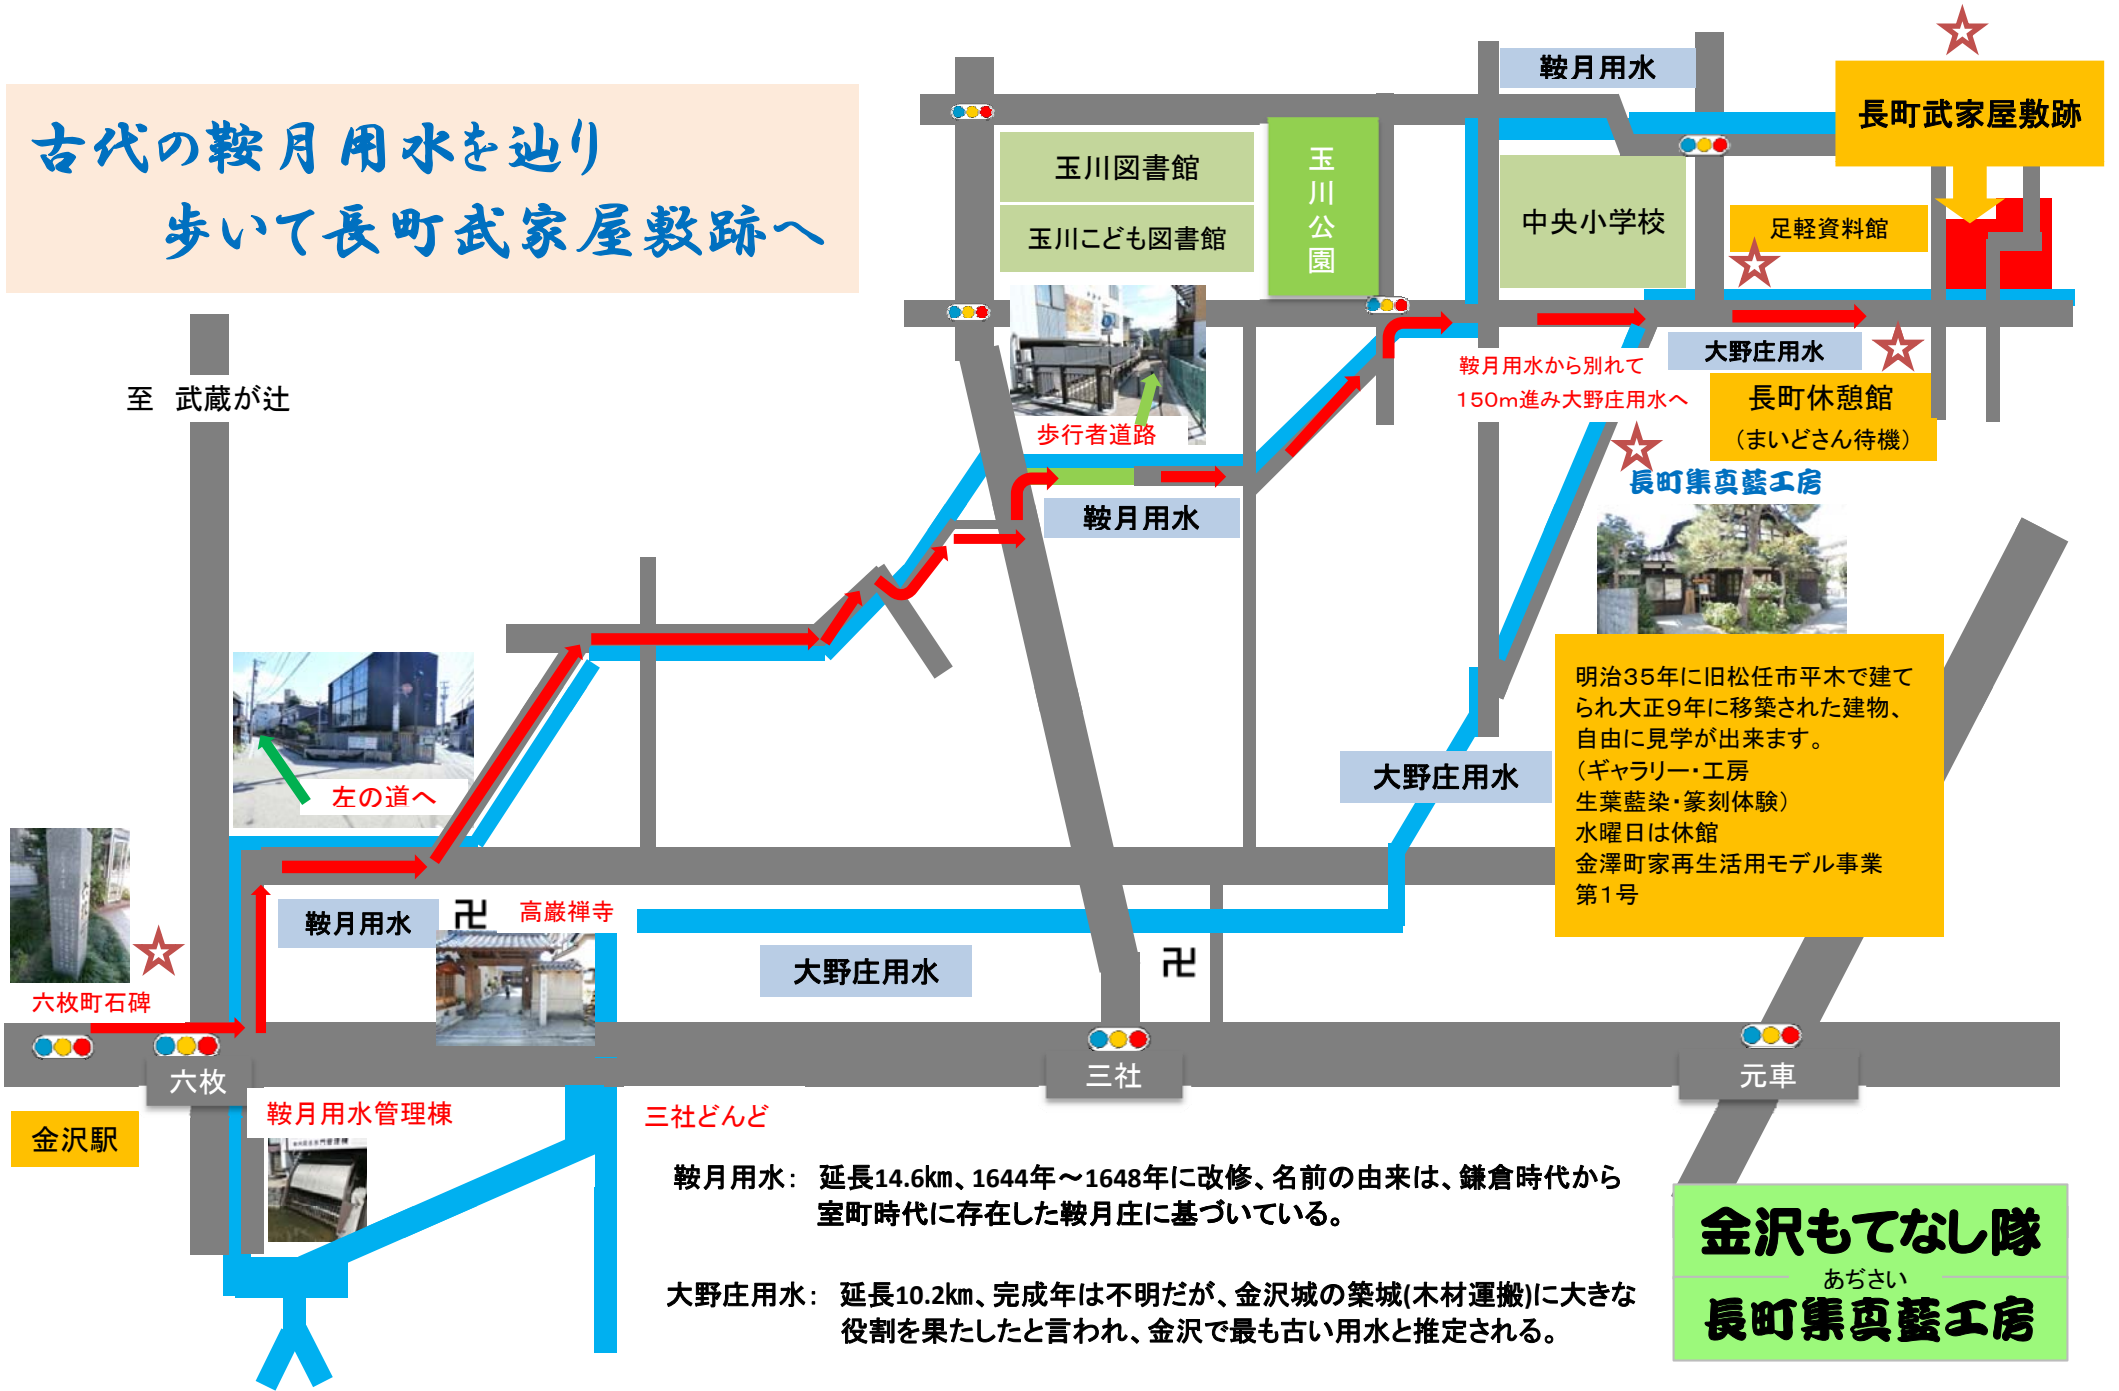 古代の鞍月用水を辿り
歩いて長町武家屋敷跡へ
鞍月用水
長町武家屋敷跡
玉川図書館
玉川こども図書館
玉川公園
中央小学校
足軽資料館
大野庄用水
長町休憩館
（まいどさん待機）
鞍月用水から別れて
150m進み大野庄用水へ
長町集真藍工房
歩行者道路
鞍月用水
至　武蔵が辻
左の道へ
明治35年に旧松任市平木で建て
られ大正9年に移築された建物、
自由に見学が出来ます。
（ギャラリー・工房
生葉藍染・篆刻体験）
水曜日は休館
金澤町家再生活用モデル事業
第1号
大野庄用水
鞍月用水
卍
高巌禅寺
大野庄用水
卍
六枚町石碑
六枚
三社
元車
金沢駅
鞍月用水管理棟
三社どんど
鞍月用水：　延長14.6㎞、1644年～1648年に改修、名前の由来は、鎌倉時代から
室町時代に存在した鞍月庄に基づいている。
大野庄用水：　延長10.2㎞、完成年は不明だが、金沢城の築城(木材運搬)に大きな
役割を果たしたと言われ、金沢で最も古い用水と推定される。
金沢もてなし隊
あぢさい
長町集真藍工房